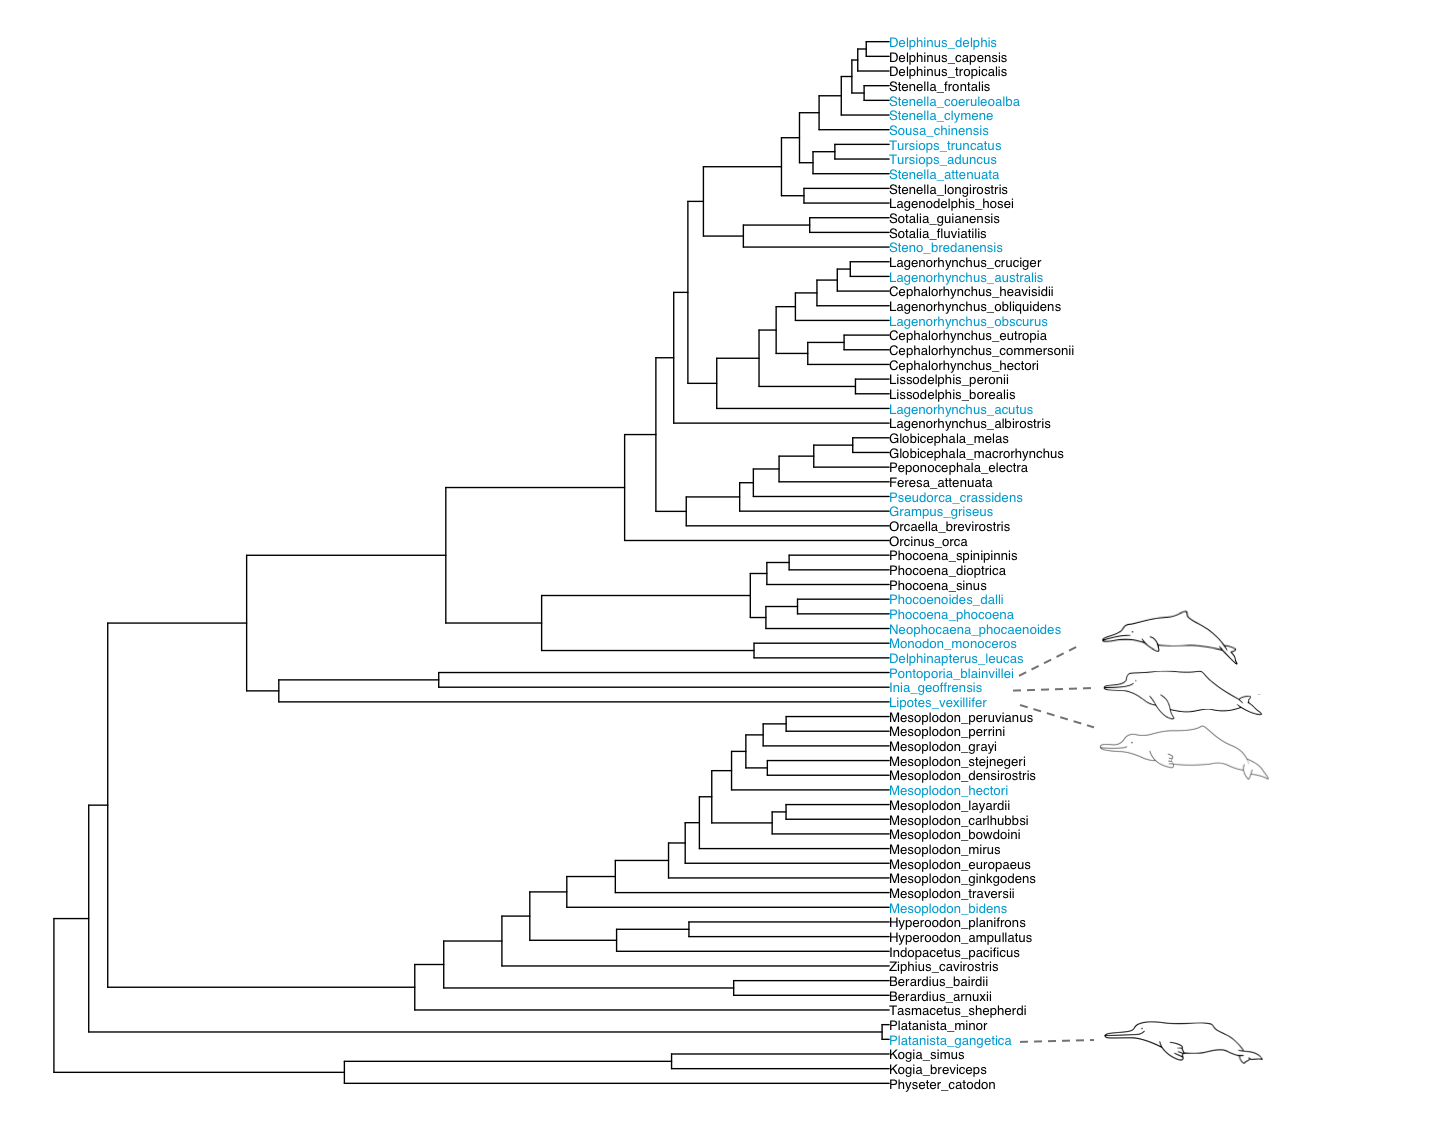 Delphinus_delphis
Delphinus_capensis
Delphinus_tropicalis
Stenella_frontalis
Stenella_coeruleoalba
Stenella_clymene
Sousa_chinensis
Tursiops_truncatus
Tursiops_aduncus
Stenella_attenuata
Stenella_longirostris
Lagenodelphis_hosei
Sotalia_guianensis
Sotalia_fluviatilis
Steno_bredanensis
Lagenorhynchus_cruciger
Lagenorhynchus_australis
Cephalorhynchus_heavisidii
Lagenorhynchus_obliquidens
Lagenorhynchus_obscurus
Cephalorhynchus_eutropia
Cephalorhynchus_commersonii
Cephalorhynchus_hectori
Lissodelphis_peronii
Lissodelphis_borealis
Lagenorhynchus_acutus
Lagenorhynchus_albirostris
Globicephala_melas
Globicephala_macrorhynchus
Peponocephala_electra
Feresa_attenuata
Pseudorca_crassidens
Grampus_griseus
Orcaella_brevirostris
Orcinus_orca
Phocoena_spinipinnis
Phocoena_dioptrica
Phocoena_sinus
Phocoenoides_dalli
Phocoena_phocoena
Neophocaena_phocaenoides
Monodon_monoceros
Delphinapterus_leucas
Pontoporia_blainvillei
Inia_geoffrensis
Lipotes_vexillifer
Mesoplodon_peruvianus
Mesoplodon_perrini
Mesoplodon_grayi
Mesoplodon_stejnegeri
Mesoplodon_densirostris
Mesoplodon_hectori
Mesoplodon_layardii
Mesoplodon_carlhubbsi
Mesoplodon_bowdoini
Mesoplodon_mirus
Mesoplodon_europaeus
Mesoplodon_ginkgodens
Mesoplodon_traversii
Mesoplodon_bidens
Hyperoodon_planifrons
Hyperoodon_ampullatus
Indopacetus_pacificus
Ziphius_cavirostris
Berardius_bairdii
Berardius_arnuxii
Tasmacetus_shepherdi
Platanista_minor
Platanista_gangetica
Kogia_simus
Kogia_breviceps
Physeter_catodon